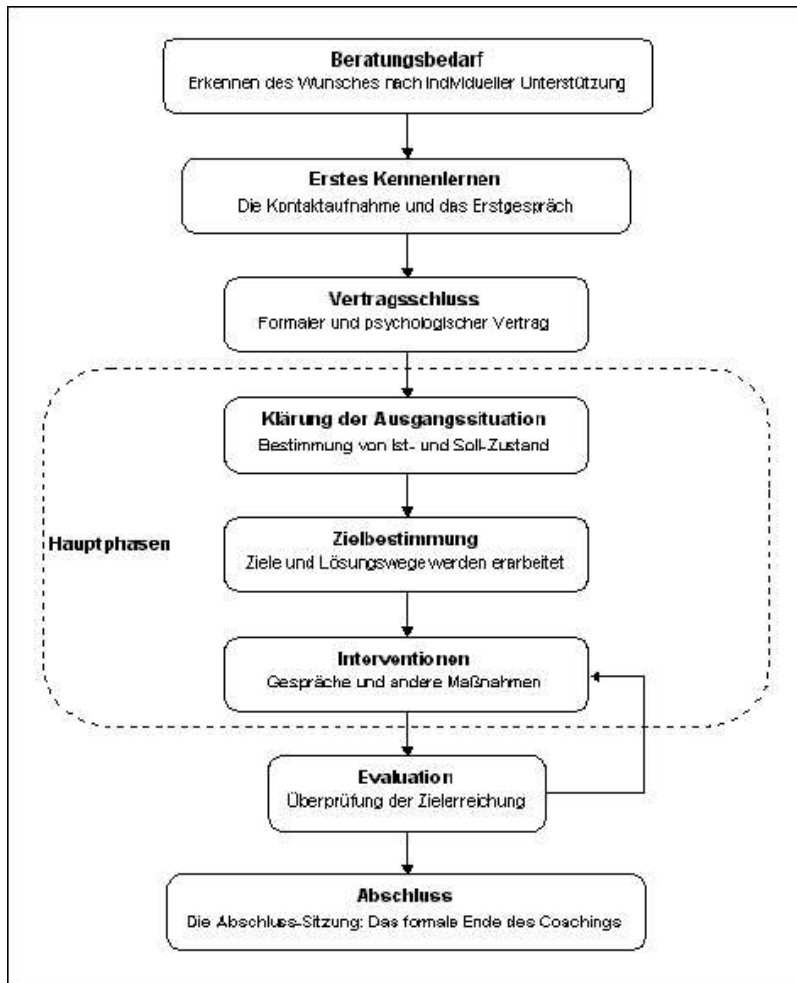 Beratungsbedarf
Erkennen des Wunsches nach individueller Unterstützung
Erstes Kennenlernen
Die Kontaktaufnahme und das Erstgespräch
Vertragsschluss
Formaler und psychologischer Vertrag
Klärung der Ausgangssituation
Bestimmung von Ist- und Soll-Zustand
Hauptphasen
Zielbestimmung
Ziele und Lösungswege werden erarbeitet
Interventionen
Gespräche und andere Maßnahmen
Evaluation
Überprüfung der Zielerreichung
Abschluss
Die Abschluss-Sitzung: Das formale Ende des Coachings